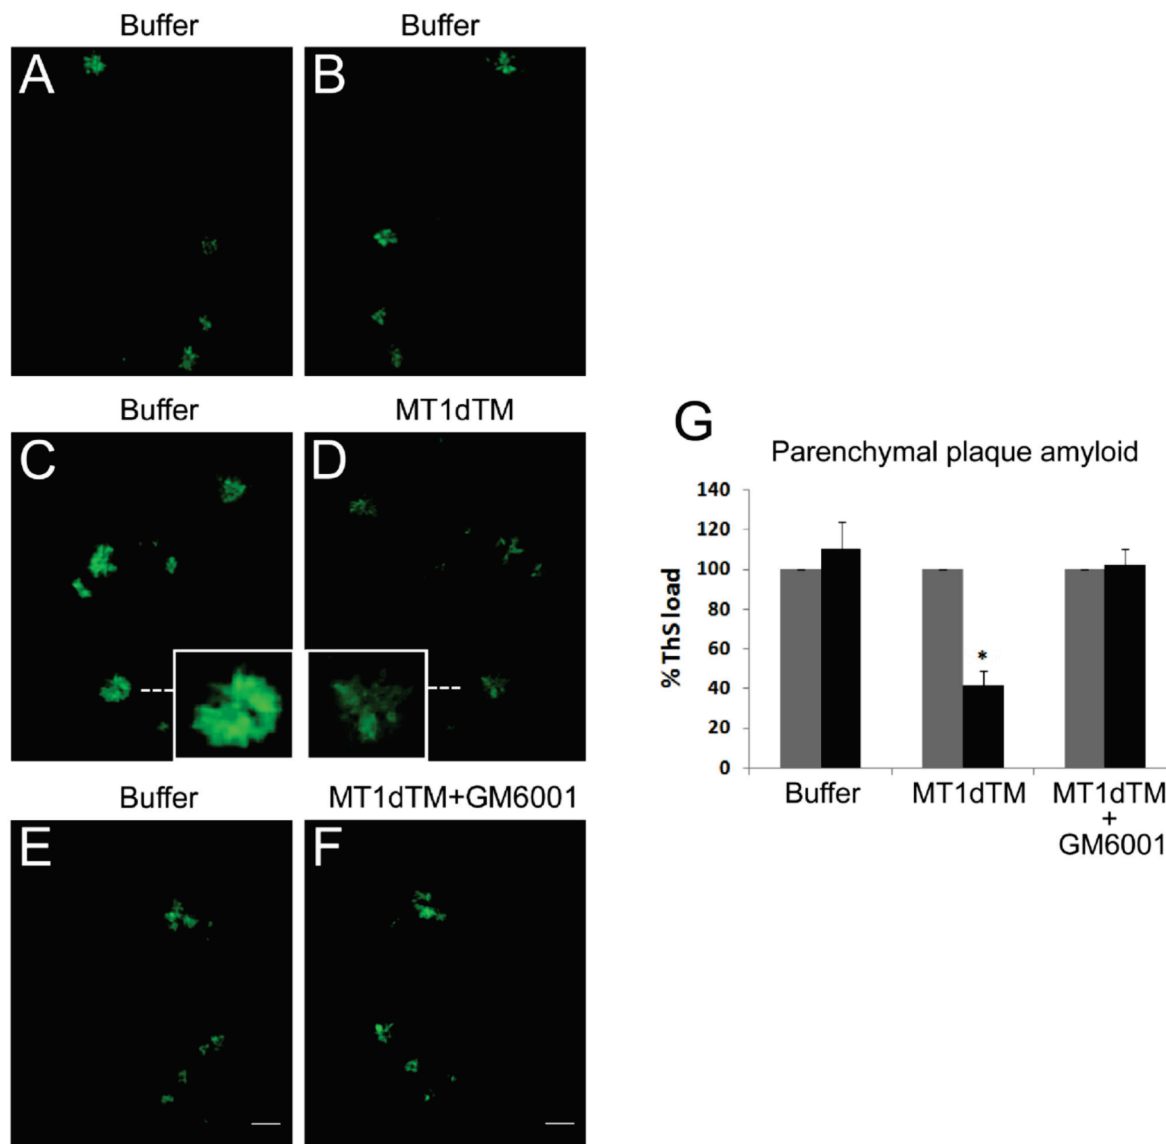 Buffer
Buffer
A
B
Buffer
MT1dTM
C
D
Buffer
MT1dTM+GM6001
E
F
G
Parenchymal plaque amyloid
140
120
100
80
60
40
20
0
% ThS load
*
Buffer
MT1dTM
MT1dTM
+
GM6001